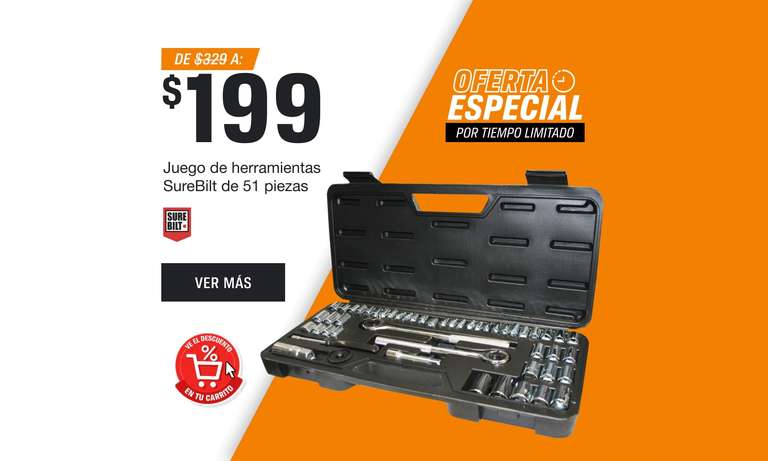 DE $329 A:
$199
Juego de herramientas
SureBilt de 51 piezas
SURE
BILT
VER MÁS
VE EL DESCUENTO
%
EN TU CARRITO
OFERTA
ESPECIAL
POR TIEMPO LIMITADO